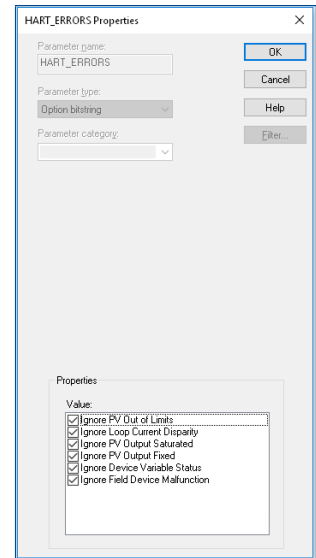 HART_ERRORS Properties
Parameter name:
HART_ERRORS
Parameter type:
Option bitstring
Parameter category:
OK
Cancel
Help
Filter...
Properties
Value:
Ignore PV Out of Limits
Ignore Loop Current Disparity
Ignore PV Output Saturated
Ignore PV Output Fixed
Ignore Device Variable Status
Ignore Field Device Malfunction